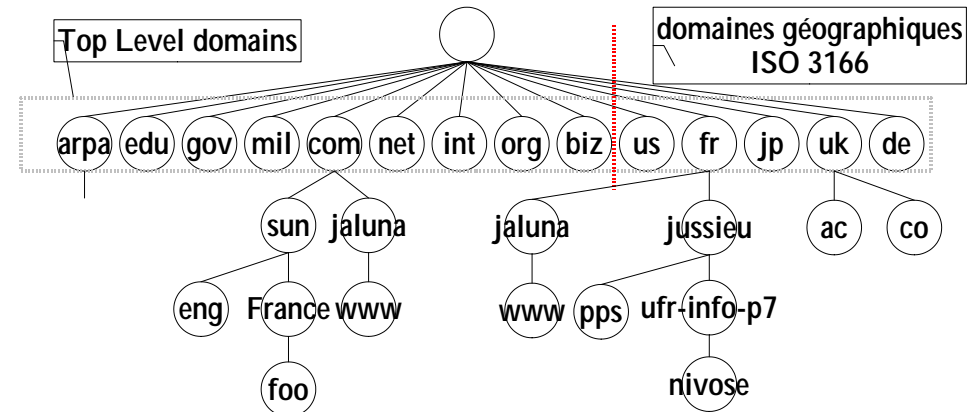 Top Level domains
domaines géographiques
ISO 3166
arpa edu gov mil com net int org biz us fr jp uk de
sun jaluna jaluna jussieu ac co
eng France www www pps ufr-info-p7
foo nivose